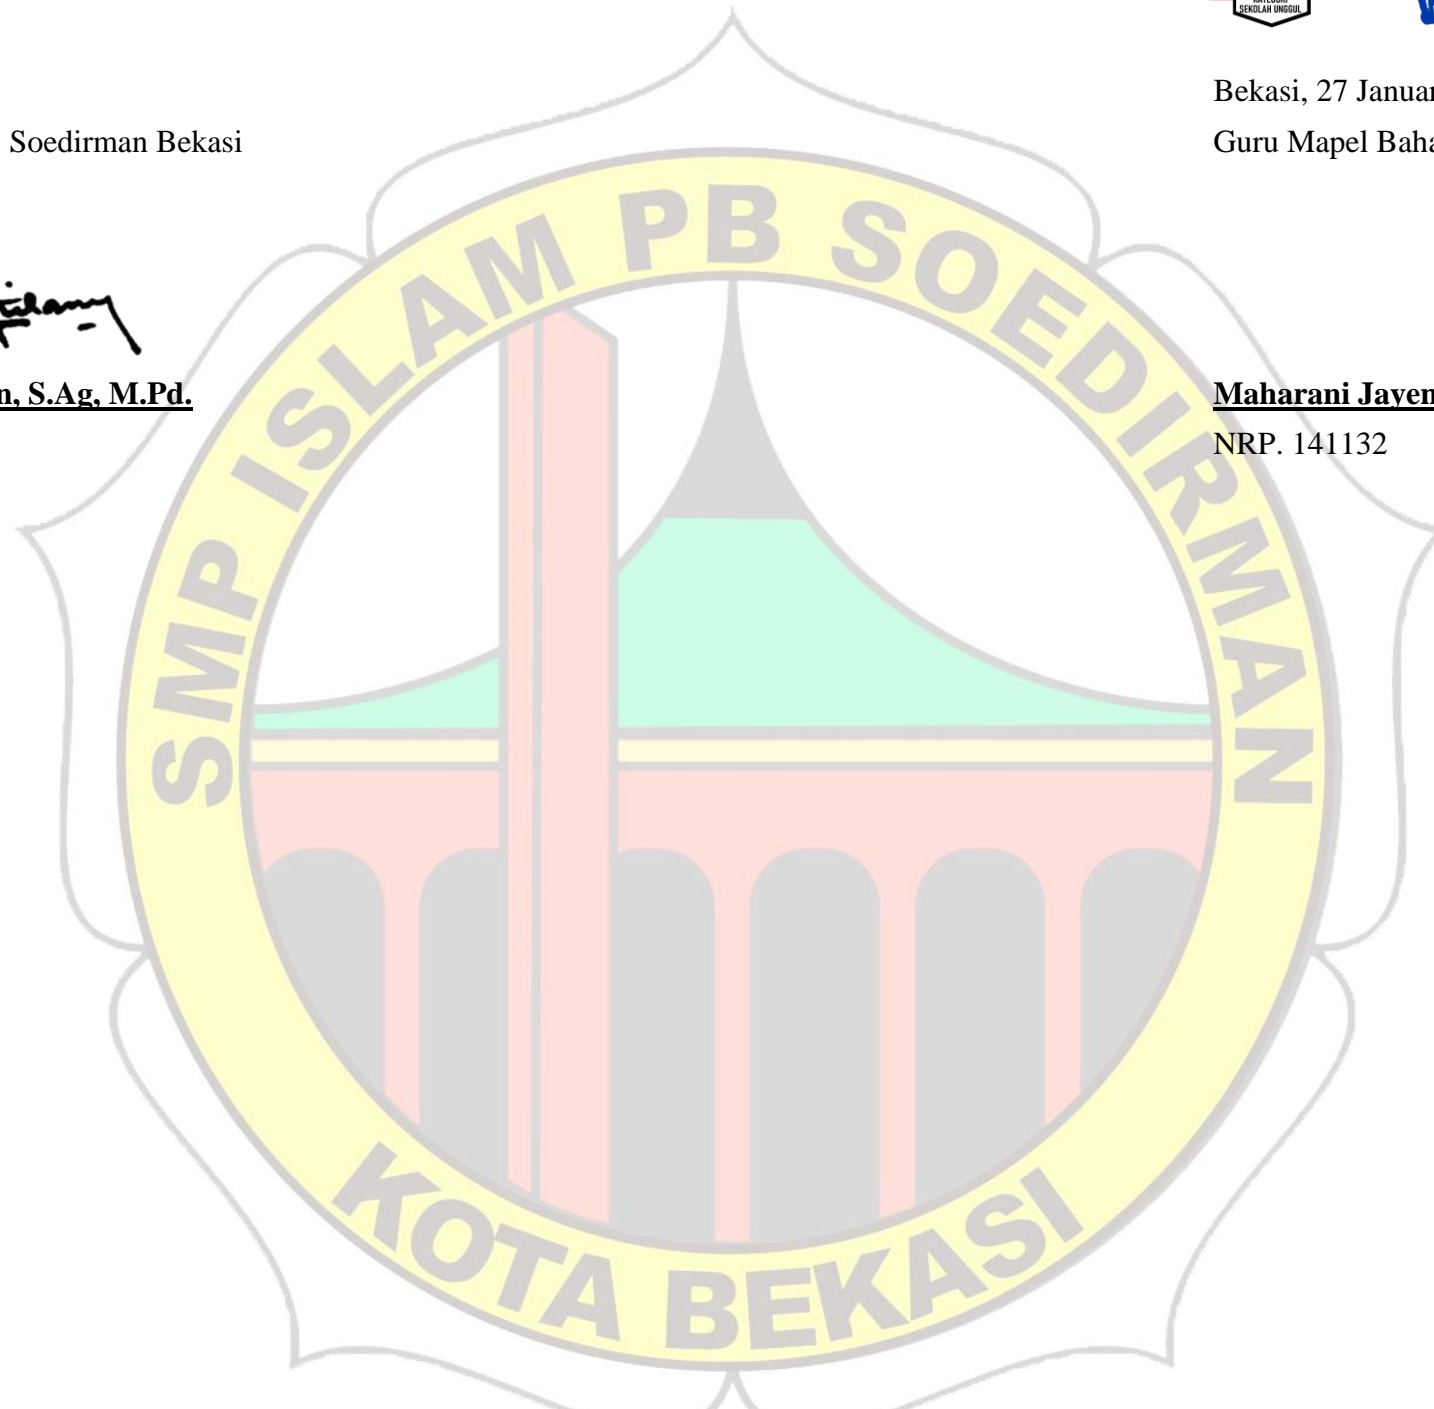 SEKOLAH UNGGUL
Bekasi, 27 Januar
Soedirman Bekasi
Guru Mapel Baha
n, S.Ag, M.Pd.
Maharani Jayen
NRP. 141132
SMP ISLAM PB SOEDIRMAN
KOTA BEKASI